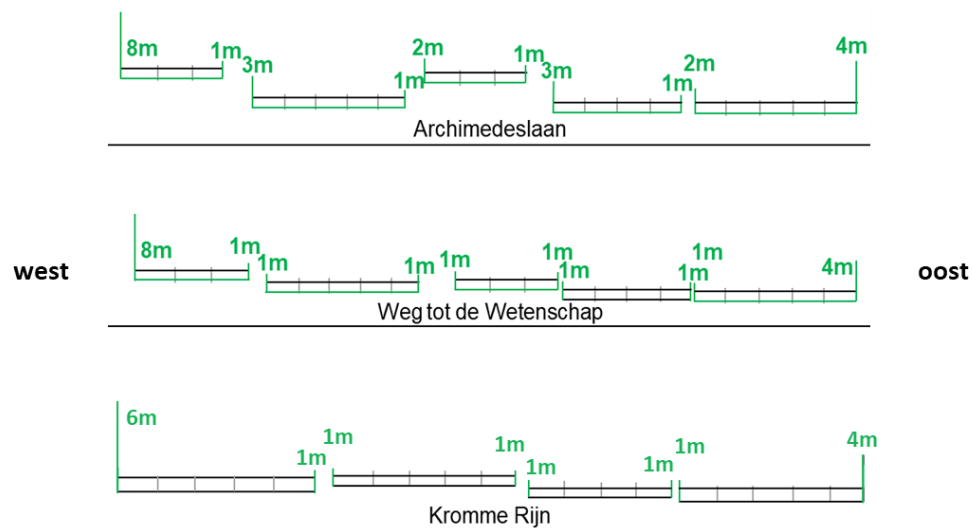 8m 1m 3m 1m 2m 1m 3m 1m 2m 4m
Archimedeslaan
8m 1m 1m 1m 1m 1m 1m 1m 1m 4m
west
oost
Weg tot de Wetenschap
6m 1m 1m 1m 1m 1m 1m 4m
Kromme Rijn